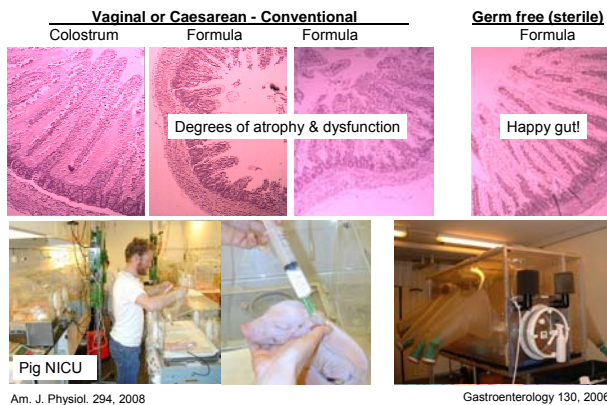 Vaginal or Caesarean - Conventional
Germ free (sterile)
Colostrum
Formula
Formula
Formula
Degrees of atrophy & dysfunction
Happy gut!
Pig NICU
Am. J. Physiol. 294, 2008
Gastroenterology 130, 2006